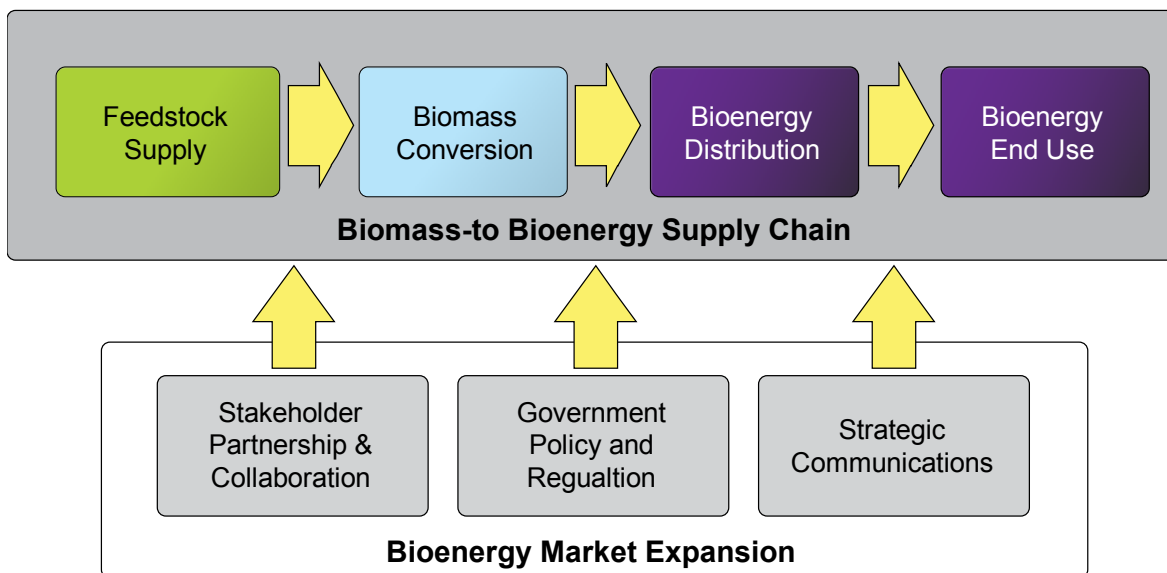 Feedstock
Supply
Biomass
Conversion
Bioenergy
Distribution
Bioenergy
End Use
Biomass-to Bioenergy Supply Chain
Stakeholder
Partnership &
Collaboration
Government
Policy and
Regualtion
Strategic
Communications
Bioenergy Market Expansion